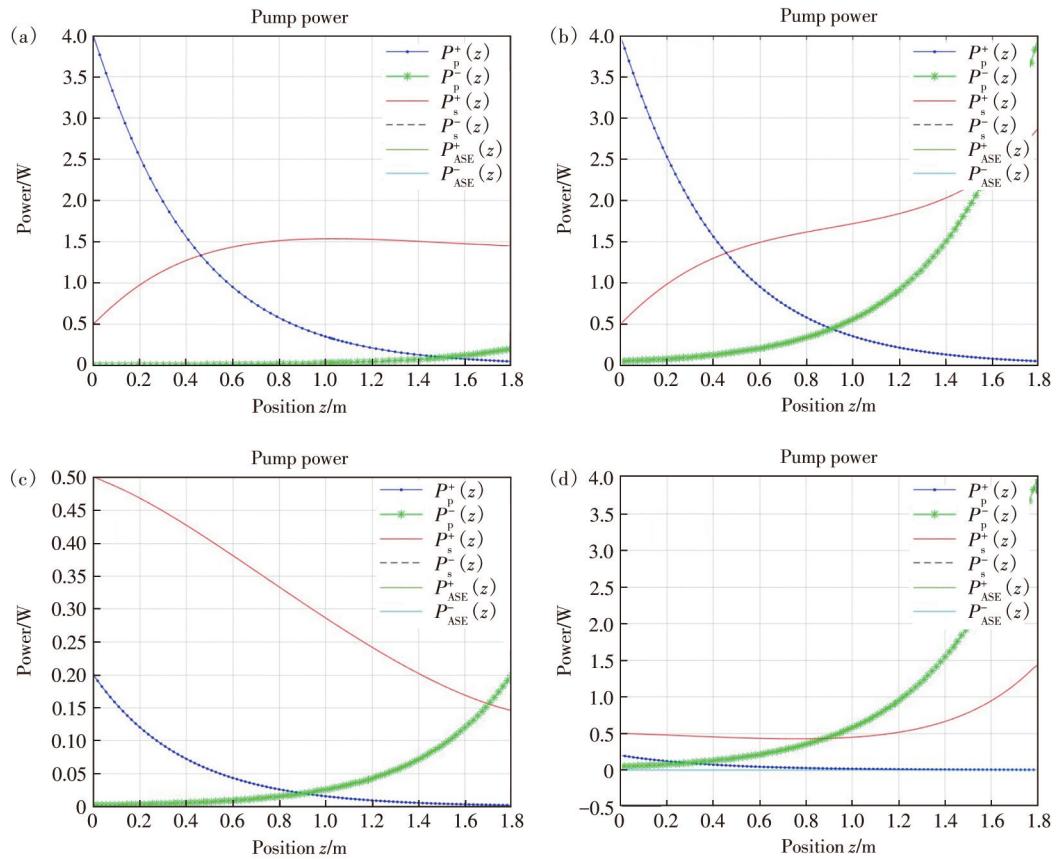 (a)
Pump power
4.0
3.5
3.0
2.5
2.0
1.5
1.0
0.5
0
Power/W
P⁺ₚ(z)
P⁻ₚ(z)
P⁺ₛ(z)
P⁻ₛ(z)
P⁺ASE(z)
P⁻ASE(z)
0 0.2 0.4 0.6 0.8 1.0 1.2 1.4 1.6 1.8
Position z/m
(b)
Pump power
4.0
3.5
3.0
2.5
2.0
1.5
1.0
0.5
0
Power/W
P⁺ₚ(z)
P⁻ₚ(z)
P⁺ₛ(z)
P⁻ₛ(z)
P⁺ASE(z)
P⁻ASE(z)
0 0.2 0.4 0.6 0.8 1.0 1.2 1.4 1.6 1.8
Position z/m
(c)
Pump power
0.50
0.45
0.40
0.35
0.30
0.25
0.20
0.15
0.10
0.05
0
Power/W
P⁺ₚ(z)
P⁻ₚ(z)
P⁺ₛ(z)
P⁻ₛ(z)
P⁺ASE(z)
P⁻ASE(z)
0 0.2 0.4 0.6 0.8 1.0 1.2 1.4 1.6 1.8
Position z/m
(d)
Pump power
4.0
3.5
3.0
2.5
2.0
1.5
1.0
0.5
0
−0.5
Power/W
P⁺ₚ(z)
P⁻ₚ(z)
P⁺ₛ(z)
P⁻ₛ(z)
P⁺ASE(z)
P⁻ASE(z)
0 0.2 0.4 0.6 0.8 1.0 1.2 1.4 1.6 1.8
Position z/m